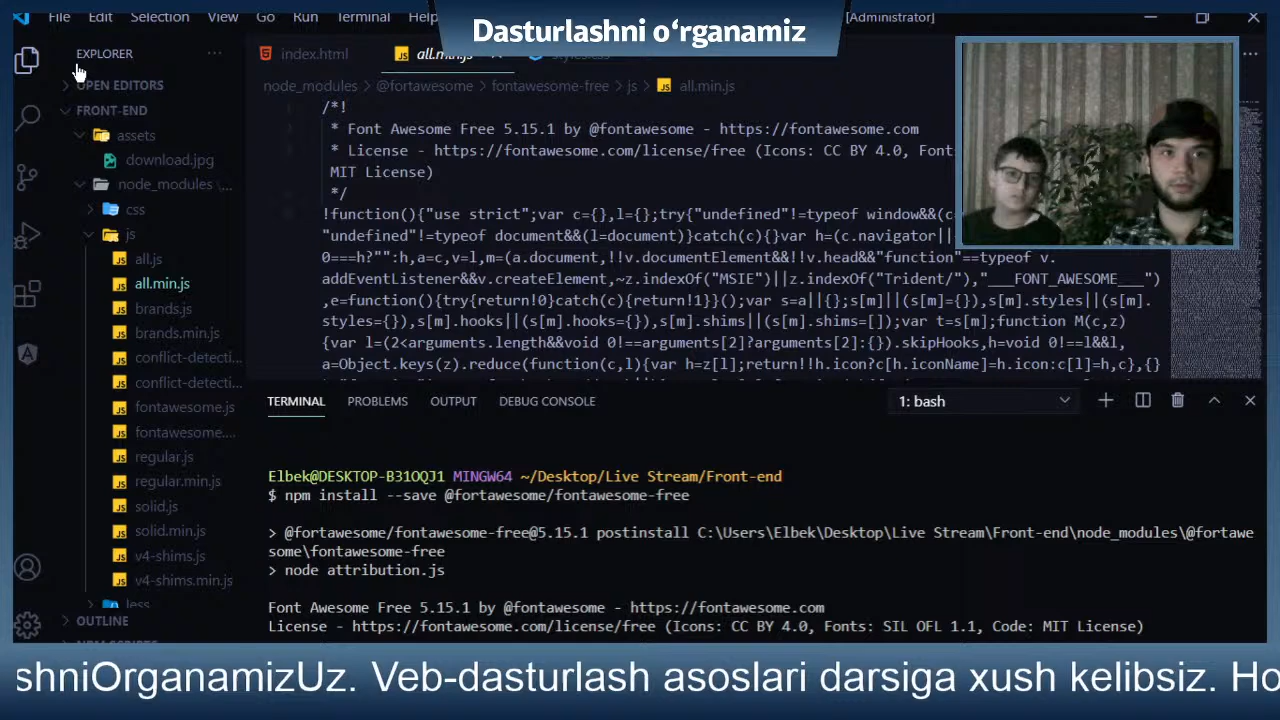 File Edit Selection View Go Run Terminal Help
Dasturlashni oʻrganamiz
[Administrator]
EXPLORER
OPEN EDITORS
FRONT-END
assets
download.jpg
node_modules ...
css
js
all.js
all.min.js
brands.js
brands.min.js
conflict-detecti...
conflict-detecti...
fontawesome.js
fontawesome....
regular.js
regular.min.js
solid.js
solid.min.js
v4-shims.js
v4-shims.min.js
less
OUTLINE
NPM SCRIPTS
index.html
all.min.js
styles.css
node_modules > @fortawesome > fontawesome-free > js > all.min.js
/*!
* Font Awesome Free 5.15.1 by @fontawesome - https://fontawesome.com
* License - https://fontawesome.com/license/free (Icons: CC BY 4.0, Font
MIT License)
*/
!function(){"use strict";var c={},l={};try{"undefined"!=typeof window&&(c
"undefined"!=typeof document&&(l=document)}catch(c){}var h=(c.navigator||
0===h?"":h,a=c,v=l,m=(a.document,!!v.documentElement&&!!v.head&&"function"==typeof v.
addEventListener&&v.createElement,~z.indexOf("MSIE")||z.indexOf("Trident/"),"___FONT_AWESOME___")
,e=function(){try{return!0}catch(c){return!1}}();var s=a||{};s[m]||(s[m]={}),s[m].styles||(s[m].
styles={}),s[m].hooks||(s[m].hooks={}),s[m].shims||(s[m].shims=[]);var t=s[m];function M(c,z)
{var l=(2<arguments.length&&void 0!==arguments[2]?arguments[2]:{}).skipHooks,h=void 0!==l&&l,
a=Object.keys(z).reduce(function(c,l){var h=z[l];return!!h.icon?c[h.iconName]=h.icon:c[l]=h,c},{}
TERMINAL PROBLEMS OUTPUT DEBUG CONSOLE
1: bash
Elbek@DESKTOP-B31OQJ1 MINGW64 ~/Desktop/Live Stream/Front-end
$ npm install --save @fortawesome/fontawesome-free
> @fortawesome/fontawesome-free@5.15.1 postinstall C:\Users\Elbek\Desktop\Live Stream\Front-end\node_modules\@fortawe
some\fontawesome-free
> node attribution.js
Font Awesome Free 5.15.1 by @fontawesome - https://fontawesome.com
License - https://fontawesome.com/license/free (Icons: CC BY 4.0, Fonts: SIL OFL 1.1, Code: MIT License)
shniOrganamizUz. Veb-dasturlash asoslari darsiga xush kelibsiz. Ho